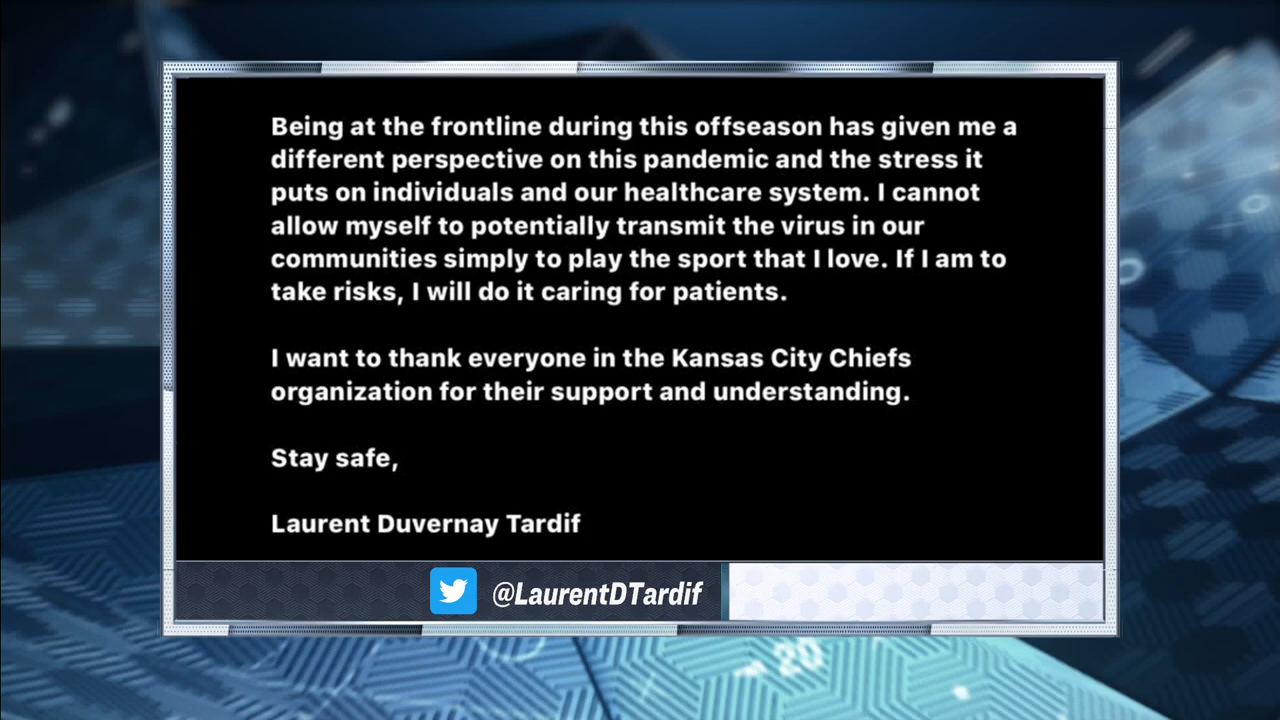 Being at the frontline during this offseason has given me a
different perspective on this pandemic and the stress it
puts on individuals and our healthcare system. I cannot
allow myself to potentially transmit the virus in our
communities simply to play the sport that I love. If I am to
take risks, I will do it caring for patients.
I want to thank everyone in the Kansas City Chiefs
organization for their support and understanding.
Stay safe,
Laurent Duvernay Tardif
@LaurentDTardif
20